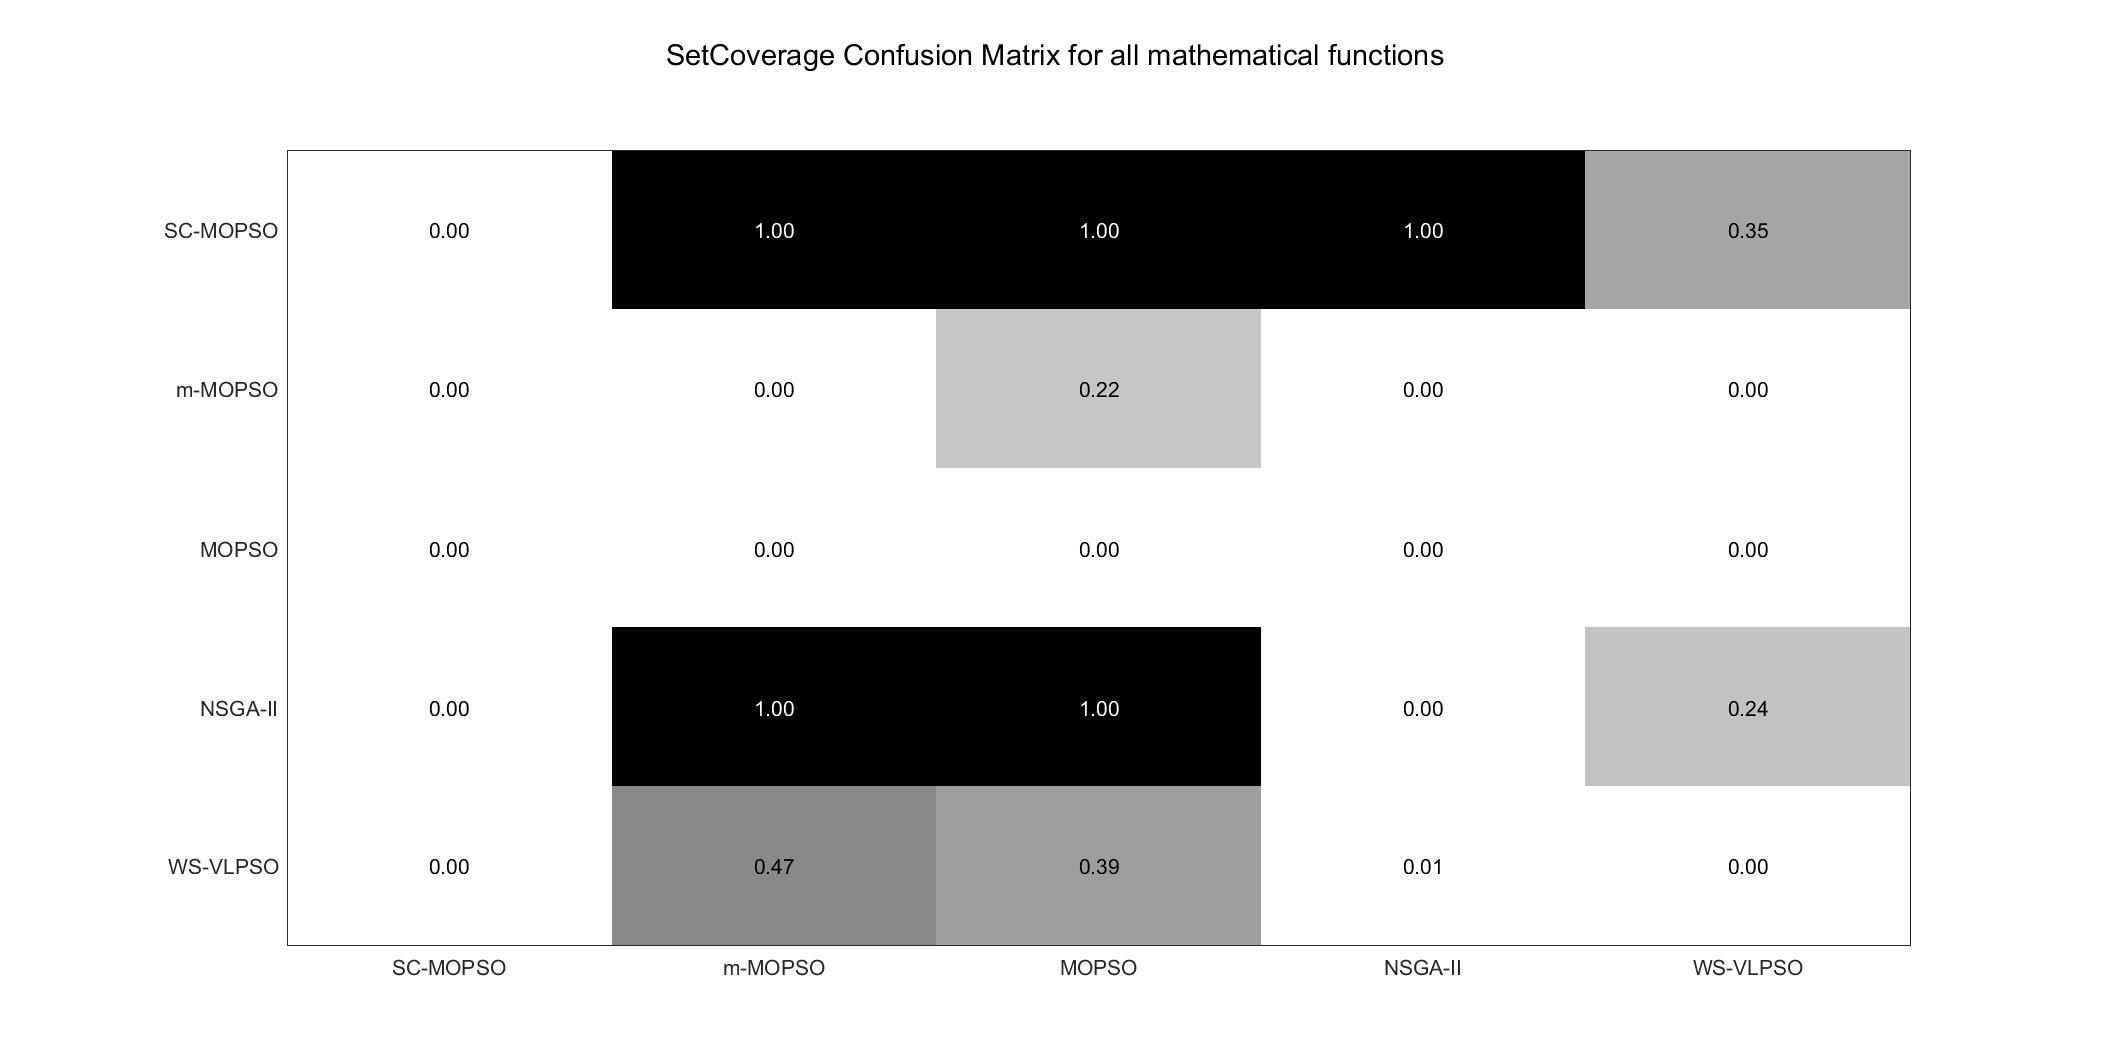 SetCoverage Confusion Matrix for all mathematical functions
SC-MOPSO 0.00 1.00 1.00 1.00 0.35
m-MOPSO 0.00 0.00 0.22 0.00 0.00
MOPSO 0.00 0.00 0.00 0.00 0.00
NSGA-II 0.00 1.00 1.00 0.00 0.24
WS-VLPSO 0.00 0.47 0.39 0.01 0.00
SC-MOPSO m-MOPSO MOPSO NSGA-II WS-VLPSO